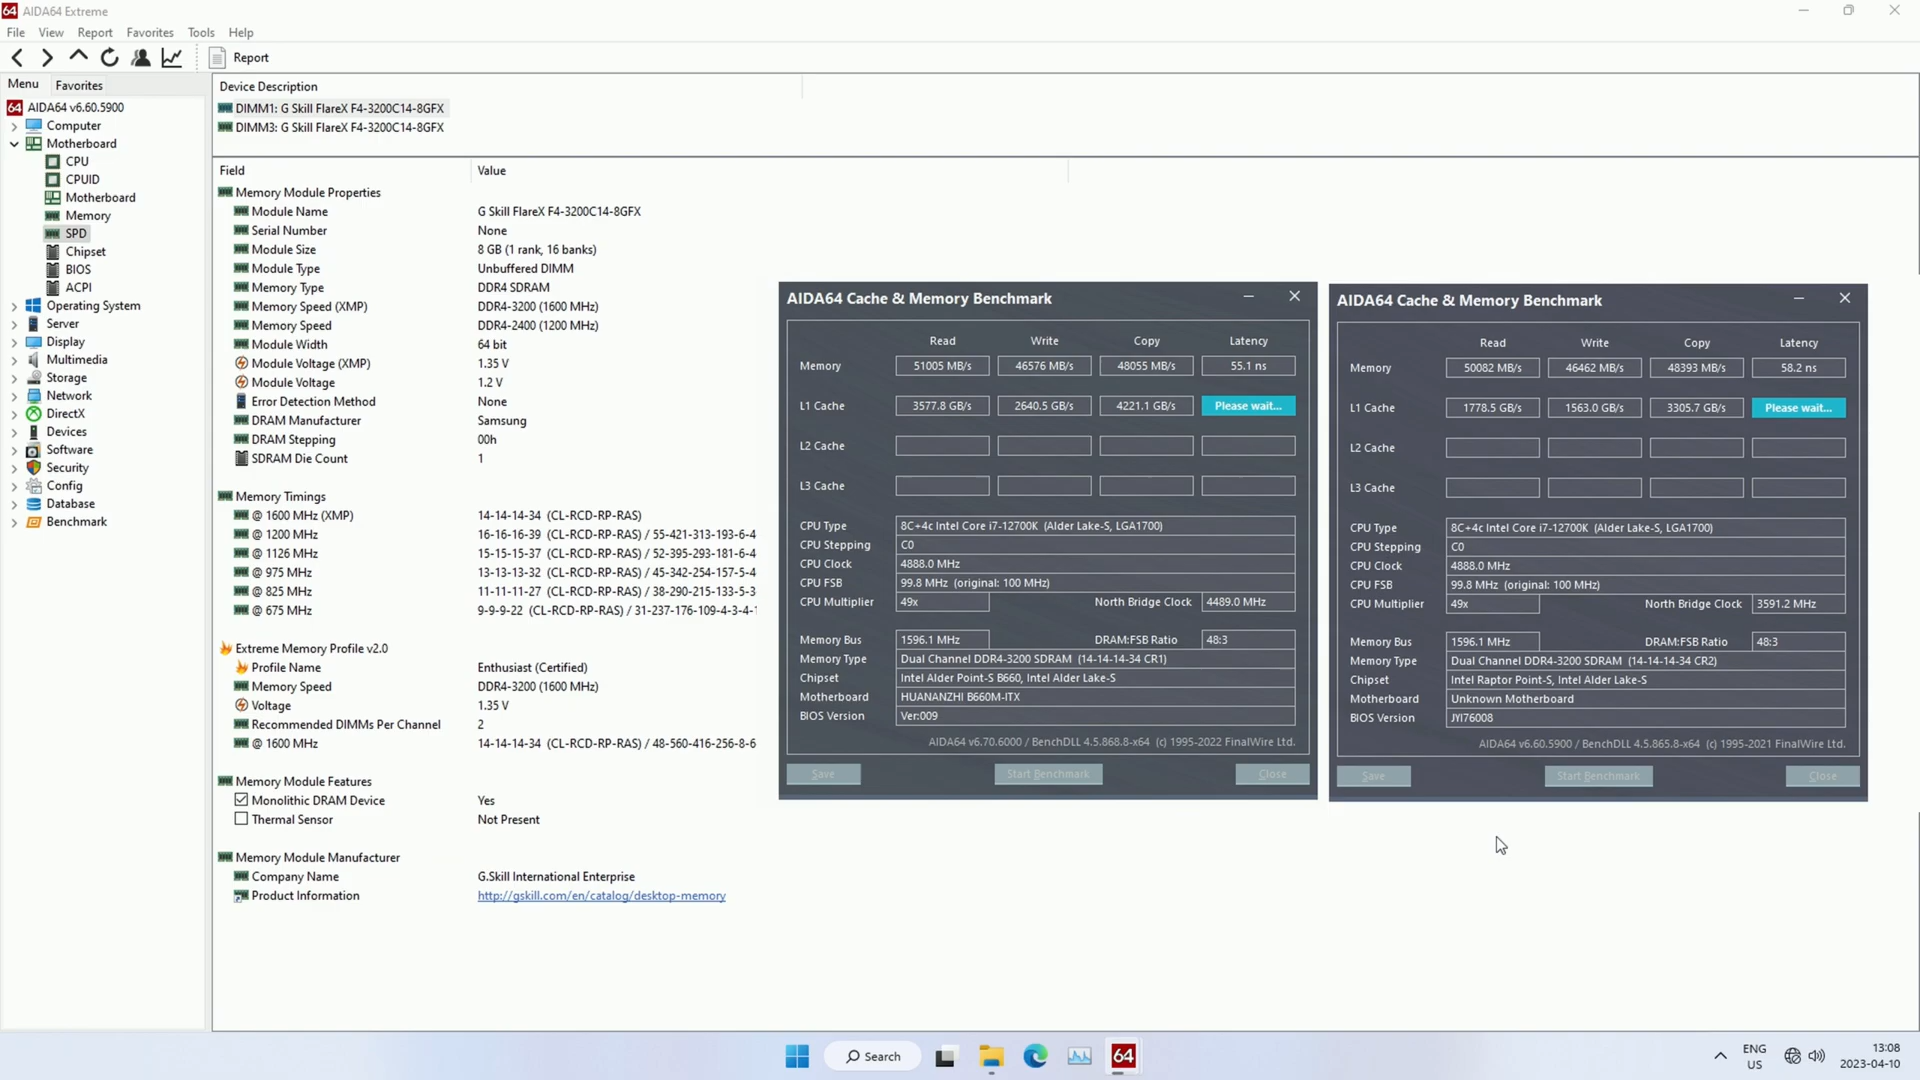 64 AIDA64 Extreme
File View Report Favorites Tools Help
Report
Menu Favorites
64 AIDA64 v6.60.5900
Computer
Motherboard
CPU
CPUID
Motherboard
Memory
SPD
Chipset
BIOS
ACPI
Operating System
Server
Display
Multimedia
Storage
Network
DirectX
Devices
Software
Security
Config
Database
Benchmark
Device Description
DIMM1: G Skill FlareX F4-3200C14-8GFX
DIMM3: G Skill FlareX F4-3200C14-8GFX
Field Value
Memory Module Properties
Module Name G Skill FlareX F4-3200C14-8GFX
Serial Number None
Module Size 8 GB (1 rank, 16 banks)
Module Type Unbuffered DIMM
Memory Type DDR4 SDRAM
Memory Speed (XMP) DDR4-3200 (1600 MHz)
Memory Speed DDR4-2400 (1200 MHz)
Module Width 64 bit
Module Voltage (XMP) 1.35 V
Module Voltage 1.2 V
Error Detection Method None
DRAM Manufacturer Samsung
DRAM Stepping 00h
SDRAM Die Count 1
Memory Timings
@ 1600 MHz (XMP) 14-14-14-34 (CL-RCD-RP-RAS)
@ 1200 MHz 16-16-16-39 (CL-RCD-RP-RAS) / 55-421-313-193-6-4
@ 1126 MHz 15-15-15-37 (CL-RCD-RP-RAS) / 52-395-293-181-6-4
@ 975 MHz 13-13-13-32 (CL-RCD-RP-RAS) / 45-342-254-157-5-4
@ 825 MHz 11-11-11-27 (CL-RCD-RP-RAS) / 38-290-215-133-5-3
@ 675 MHz 9-9-9-22 (CL-RCD-RP-RAS) / 31-237-176-109-4-3-4-
Extreme Memory Profile v2.0
Profile Name Enthusiast (Certified)
Memory Speed DDR4-3200 (1600 MHz)
Voltage 1.35 V
Recommended DIMMs Per Channel 2
@ 1600 MHz 14-14-14-34 (CL-RCD-RP-RAS) / 48-560-416-256-8-6
Memory Module Features
Monolithic DRAM Device Yes
Thermal Sensor Not Present
Memory Module Manufacturer
Company Name G.Skill International Enterprise
Product Information http://gskill.com/en/catalog/desktop-memory
AIDA64 Cache & Memory Benchmark
Read Write Copy Latency
Memory 51005 MB/s 46576 MB/s 48055 MB/s 55.1 ns
L1 Cache 3577.8 GB/s 2640.5 GB/s 4221.1 GB/s Please wait...
L2 Cache
L3 Cache
CPU Type 8C+4c Intel Core i7-12700K (Alder Lake-S, LGA1700)
CPU Stepping C0
CPU Clock 4888.0 MHz
CPU FSB 99.8 MHz (original: 100 MHz)
CPU Multiplier 49x North Bridge Clock 4489.0 MHz
Memory Bus 1596.1 MHz DRAM:FSB Ratio 48:3
Memory Type Dual Channel DDR4-3200 SDRAM (14-14-14-34 CR1)
Chipset Intel Alder Point-S B660, Intel Alder Lake-S
Motherboard HUANANZHI B660M-ITX
BIOS Version Ver:009
AIDA64 v6.70.6000 / BenchDLL 4.5.868.8-x64 (c) 1995-2022 FinalWire Ltd.
Save Start Benchmark Close
AIDA64 Cache & Memory Benchmark
Read Write Copy Latency
Memory 50082 MB/s 46462 MB/s 48393 MB/s 58.2 ns
L1 Cache 1778.5 GB/s 1563.0 GB/s 3305.7 GB/s Please wait...
L2 Cache
L3 Cache
CPU Type 8C+4c Intel Core i7-12700K (Alder Lake-S, LGA1700)
CPU Stepping C0
CPU Clock 4888.0 MHz
CPU FSB 99.8 MHz (original: 100 MHz)
CPU Multiplier 49x North Bridge Clock 3591.2 MHz
Memory Bus 1596.1 MHz DRAM:FSB Ratio 48:3
Memory Type Dual Channel DDR4-3200 SDRAM (14-14-14-34 CR2)
Chipset Intel Raptor Point-S, Intel Alder Lake-S
Motherboard Unknown Motherboard
BIOS Version JYI76008
AIDA64 v6.60.5900 / BenchDLL 4.5.865.8-x64 (c) 1995-2021 FinalWire Ltd.
Save Start Benchmark Close
Search
64
ENG
US
13:08
2023-04-10